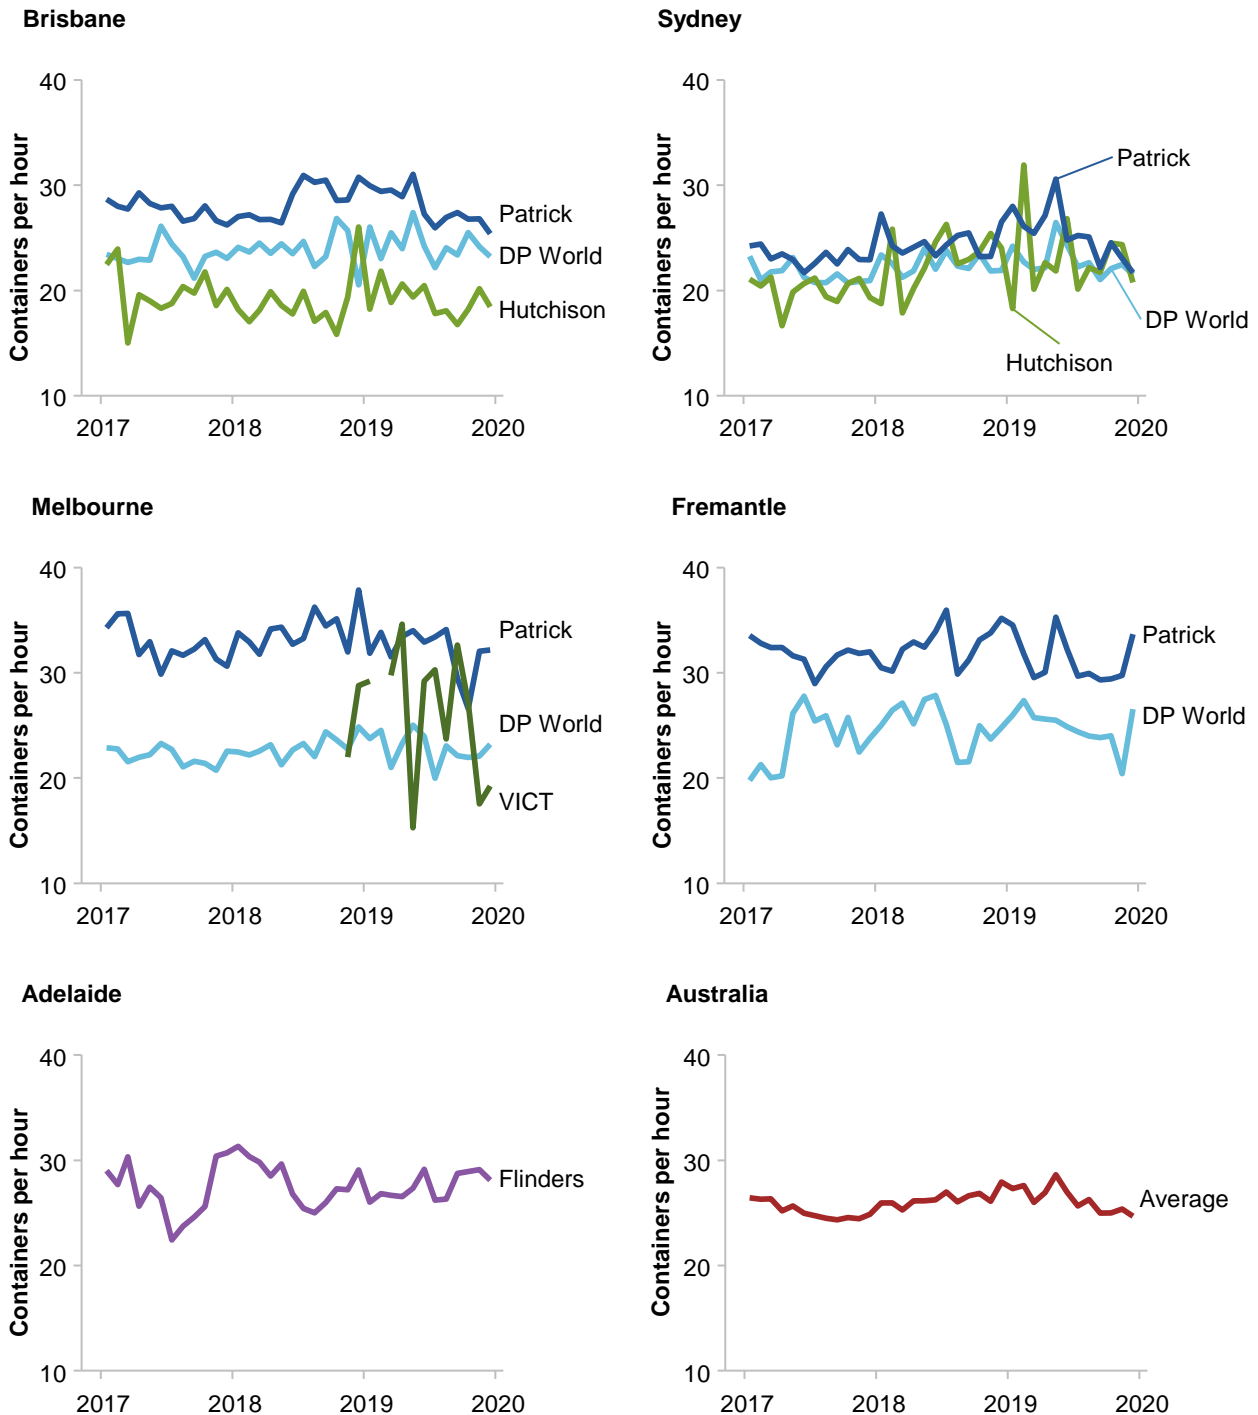 Brisbane
Containers per hour
40
30
20
10
2017
2018
2019
2020
Patrick
DP World
Hutchison
Sydney
Containers per hour
40
30
20
10
2017
2018
2019
2020
Patrick
DP World
Hutchison
Melbourne
Containers per hour
40
30
20
10
2017
2018
2019
2020
Patrick
DP World
VICT
Fremantle
Containers per hour
40
30
20
10
2017
2018
2019
2020
Patrick
DP World
Adelaide
Containers per hour
40
30
20
10
2017
2018
2019
2020
Flinders
Australia
Containers per hour
40
30
20
10
2017
2018
2019
2020
Average